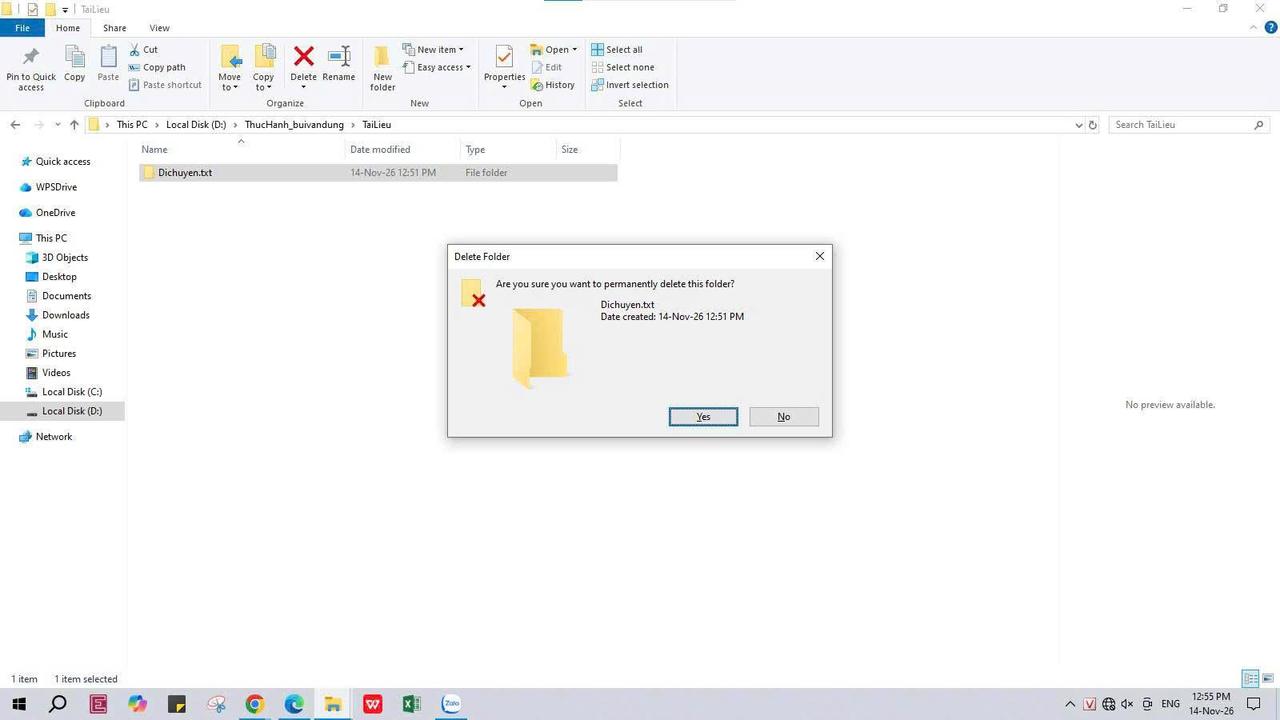 TaiLieu
File Home Share View
Pin to Quick access
Copy
Paste
Cut
Copy path
Paste shortcut
Clipboard
Move to
Copy to
Delete
Rename
Organize
New folder
New item
Easy access
New
Properties
Open
Edit
History
Open
Select all
Select none
Invert selection
Select
This PC > Local Disk (D:) > ThucHanh_buivandung > TaiLieu
Search TaiLieu
Name Date modified Type Size
Dichuyen.txt 14-Nov-26 12:51 PM File folder
Quick access
WPSDrive
OneDrive
This PC
3D Objects
Desktop
Documents
Downloads
Music
Pictures
Videos
Local Disk (C:)
Local Disk (D:)
Network
Delete Folder
Are you sure you want to permanently delete this folder?
Dichuyen.txt
Date created: 14-Nov-26 12:51 PM
Yes No
No preview available.
1 item 1 item selected
Zalo
ENG
12:55 PM
14-Nov-26